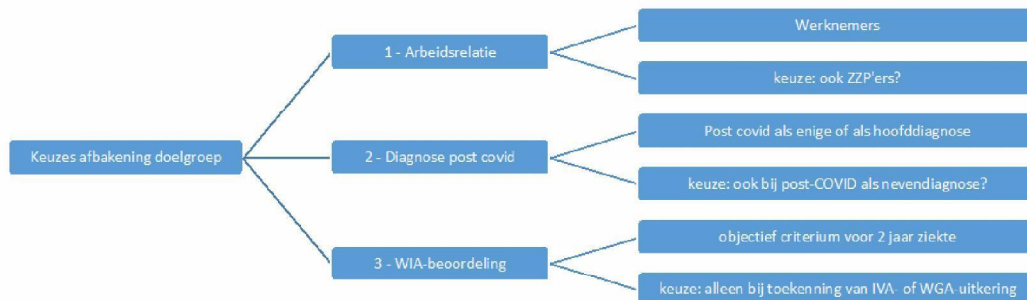 Keuzes afbakening doelgroep
1 - Arbeidsrelatie
Werknemers
keuze: ook ZZP'ers?
2 - Diagnose post covid
Post covid als enige of als hoofddiagnose
keuze: ook bij post-COVID als nevendiagnose?
3 - WIA-beoordeling
objectief criterium voor 2 jaar ziekte
keuze: alleen bij toekenning van IVA- of WGA-uitkering